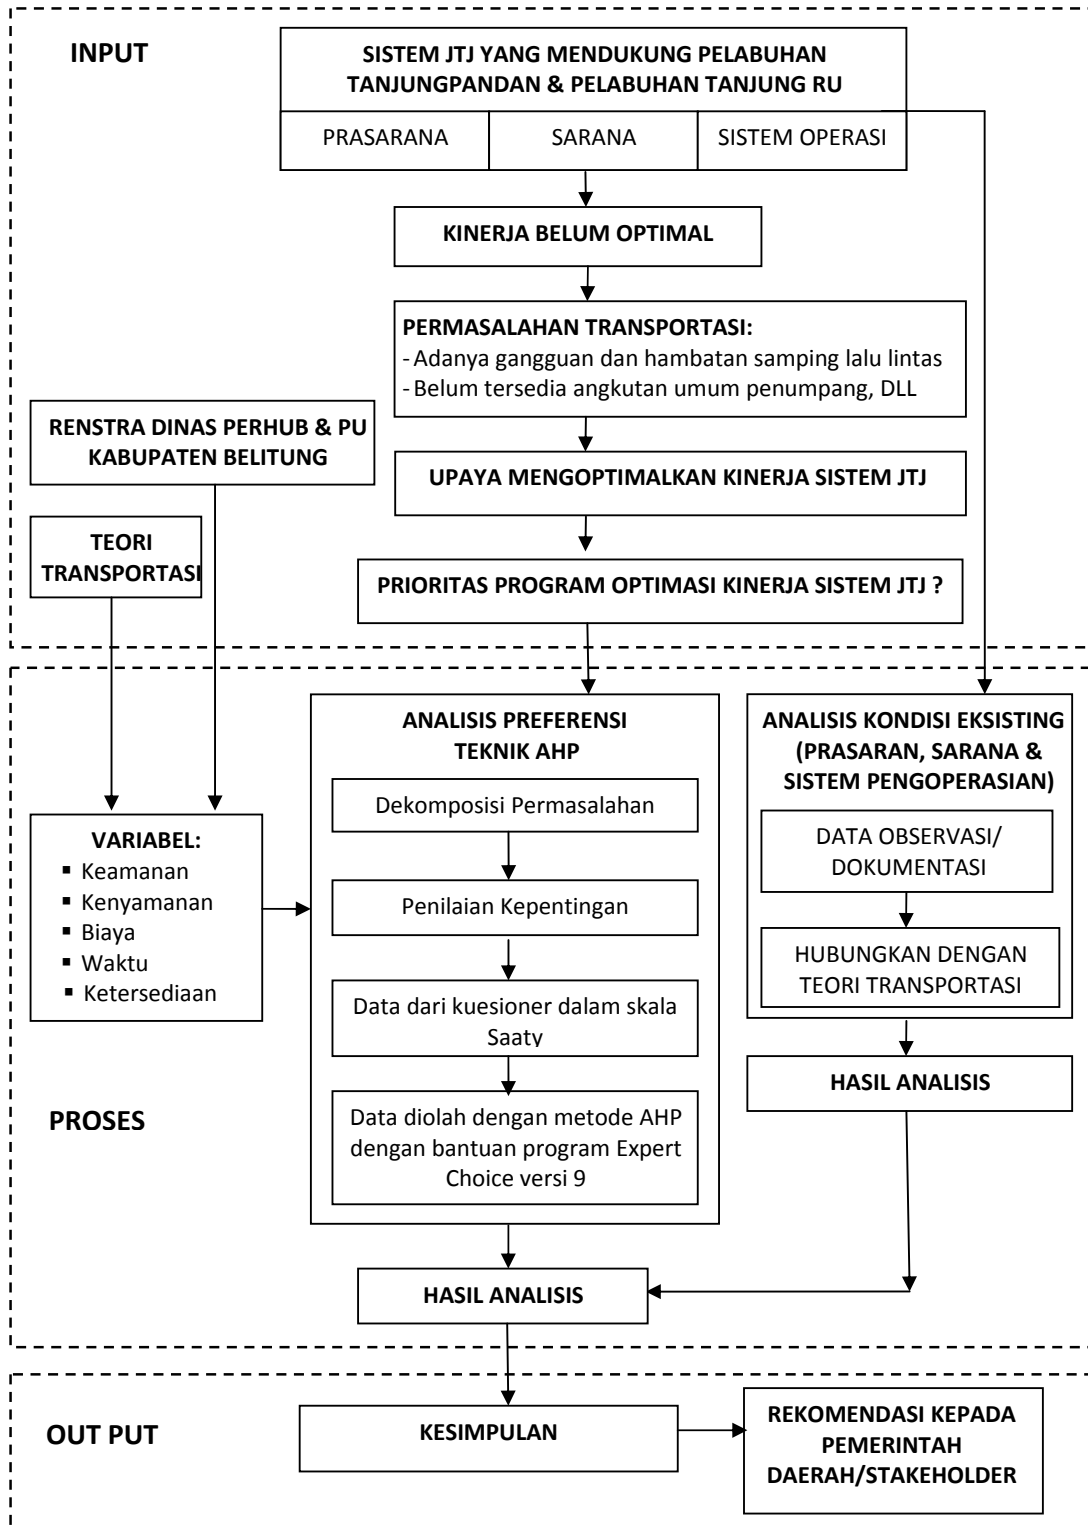 INPUT
SISTEM JTJ YANG MENDUKUNG PELABUHAN
TANJUNGPANDAN & PELABUHAN TANJUNG RU
PRASARANA
SARANA
SISTEM OPERASI
KINERJA BELUM OPTIMAL
PERMASALAHAN TRANSPORTASI:
- Adanya gangguan dan hambatan samping lalu lintas
- Belum tersedia angkutan umum penumpang, DLL
RENSTRA DINAS PERHUB & PU
KABUPATEN BELITUNG
UPAYA MENGOPTIMALKAN KINERJA SISTEM JTJ
TEORI
TRANSPORTASI
PRIORITAS PROGRAM OPTIMASI KINERJA SISTEM JTJ ?
ANALISIS PREFERENSI
TEKNIK AHP
Dekomposisi Permasalahan
Penilaian Kepentingan
Data dari kuesioner dalam skala
Saaty
Data diolah dengan metode AHP
dengan bantuan program Expert
Choice versi 9
ANALISIS KONDISI EKSISTING
(PRASARAN, SARANA &
SISTEM PENGOPERASIAN)
DATA OBSERVASI/
DOKUMENTASI
HUBUNGKAN DENGAN
TEORI TRANSPORTASI
HASIL ANALISIS
VARIABEL:
▪ Keamanan
▪ Kenyamanan
▪ Biaya
▪ Waktu
▪ Ketersediaan
PROSES
HASIL ANALISIS
OUT PUT
KESIMPULAN
REKOMENDASI KEPADA
PEMERINTAH
DAERAH/STAKEHOLDER